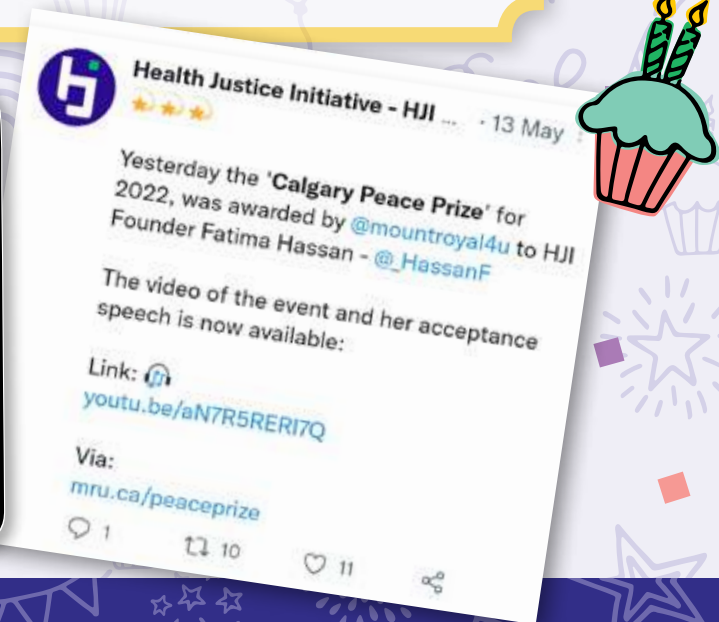 Health Justice Initiative - HJI ... · 13 May
Yesterday the 'Calgary Peace Prize' for
2022, was awarded by @mountroyal4u to HJI
Founder Fatima Hassan - @_HassanF
The video of the event and her acceptance
speech is now available:
Link:
youtu.be/aN7R5RERI7Q
Via:
mru.ca/peaceprize
1 10 11